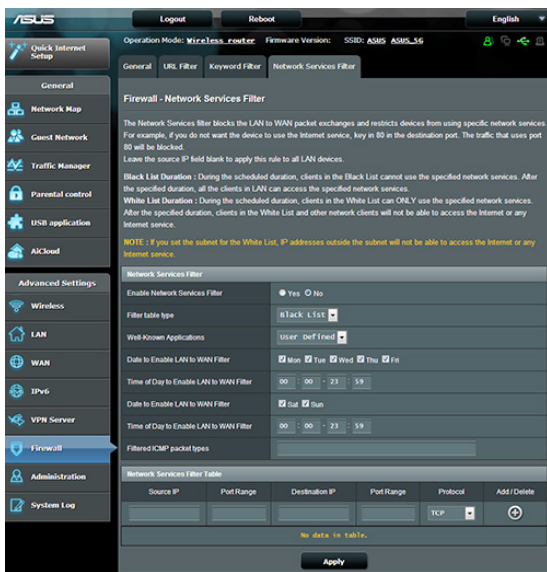 ASUS
Logout
Reboot
English
Quick Internet
Setup
Operation Mode: Wireless router Firmware Version: SSID: ASUS ASUS_5G
General
URL Filter
Keyword Filter
Network Services Filter
General
Network Map
Guest Network
Traffic Manager
Parental control
USB application
AiCloud
Advanced Settings
Wireless
LAN
WAN
IPv6
VPN Server
Firewall
Administration
System Log
Firewall - Network Services Filter
The Network Services filter blocks the LAN to WAN packet exchanges and restricts devices from using specific network services.
For example, if you do not want the device to use the Internet service, key in 80 in the destination port. The traffic that uses port
80 will be blocked.
Leave the source IP field blank to apply this rule to all LAN devices.
Black List Duration : During the scheduled duration, clients in the Black List cannot use the specified network services. After
the specified duration, all the clients in LAN can access the specified network services.
White List Duration : During the scheduled duration, clients in the White List can ONLY use the specified network services.
After the specified duration, clients in the White List and other network clients will not be able to access the Internet or any
Internet service.
NOTE : If you set the subnet for the White List, IP addresses outside the subnet will not be able to access the Internet or any
Internet service.
Network Services Filter
Enable Network Services Filter Yes No
Filter table type Black List
Well-Known Applications User Defined
Date to Enable LAN to WAN Filter Mon Tue Wed Thu Fri
Time of Day to Enable LAN to WAN Filter 00 : 00 - 23 : 59
Date to Enable LAN to WAN Filter Sat Sun
Time of Day to Enable LAN to WAN Filter 00 : 00 - 23 : 59
Filtered ICMP packet types
Network Services Filter Table
Source IP Port Range Destination IP Port Range Protocol Add / Delete
TCP
No data in table.
Apply